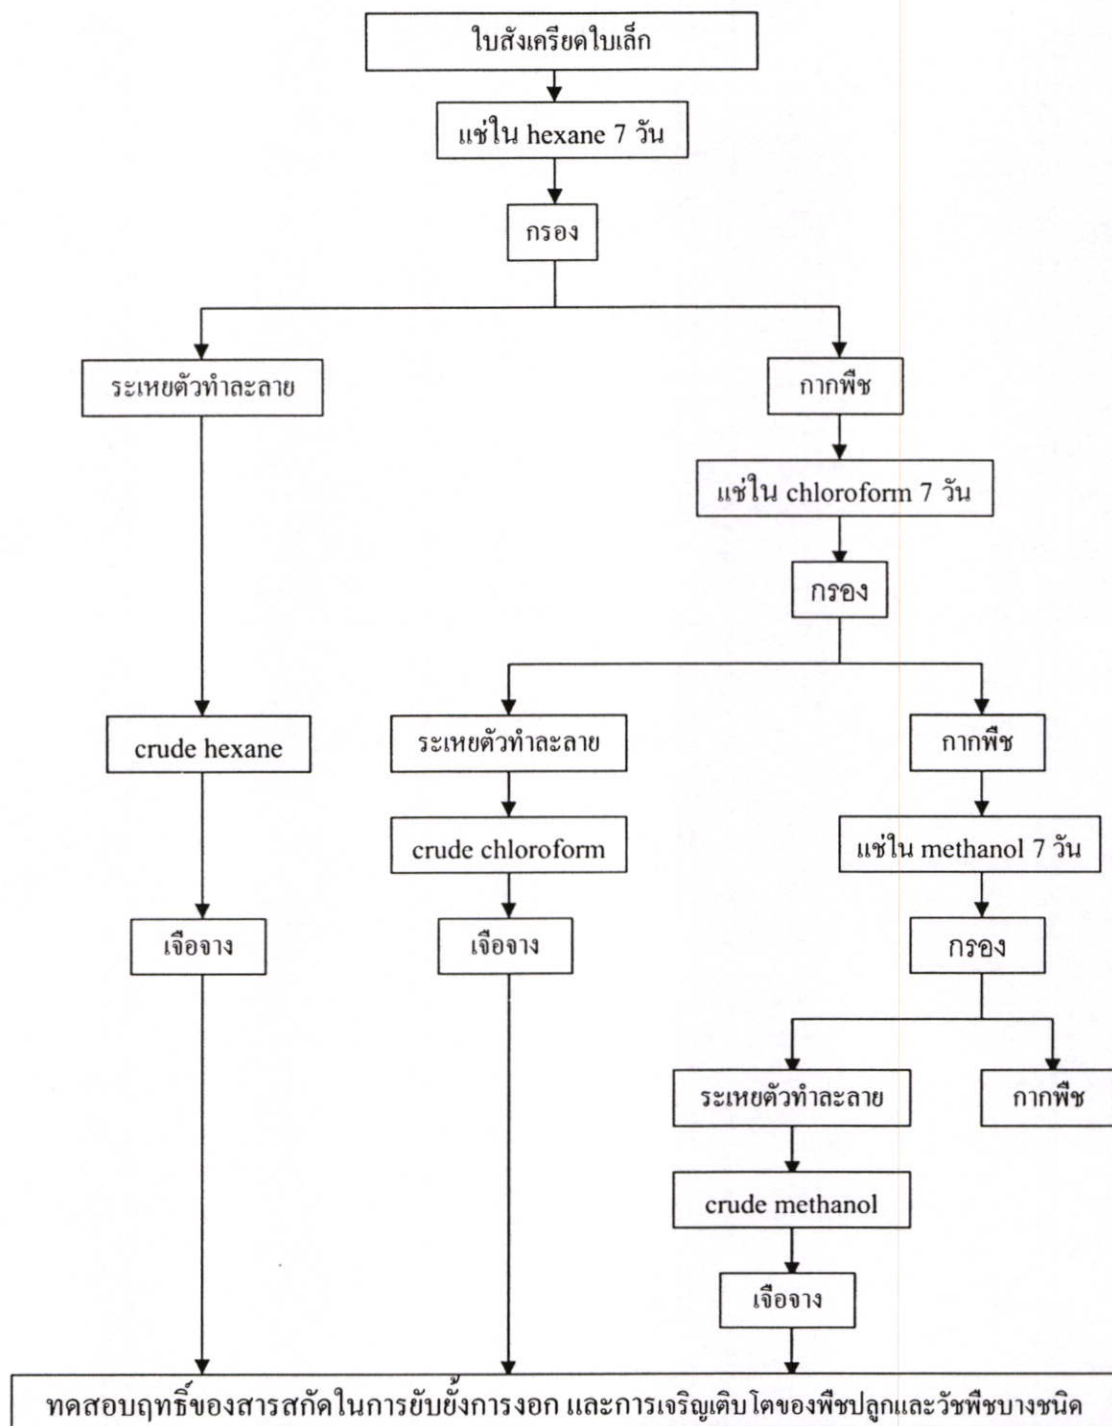 ใบสังเครียดใบเล็ก
แช่ใน hexane 7 วัน
กรอง
ระเหยตัวทำละลาย
กากพืช
แช่ใน chloroform 7 วัน
กรอง
crude hexane
ระเหยตัวทำละลาย
กากพืช
crude chloroform
แช่ใน methanol 7 วัน
เจือจาง
เจือจาง
กรอง
ระเหยตัวทำละลาย
กากพืช
crude methanol
เจือจาง
ทดสอบฤทธิ์ของสารสกัดในการยับยั้งการงอก และการเจริญเติบโตของพืชปลูกและวัชพืชบางชนิด